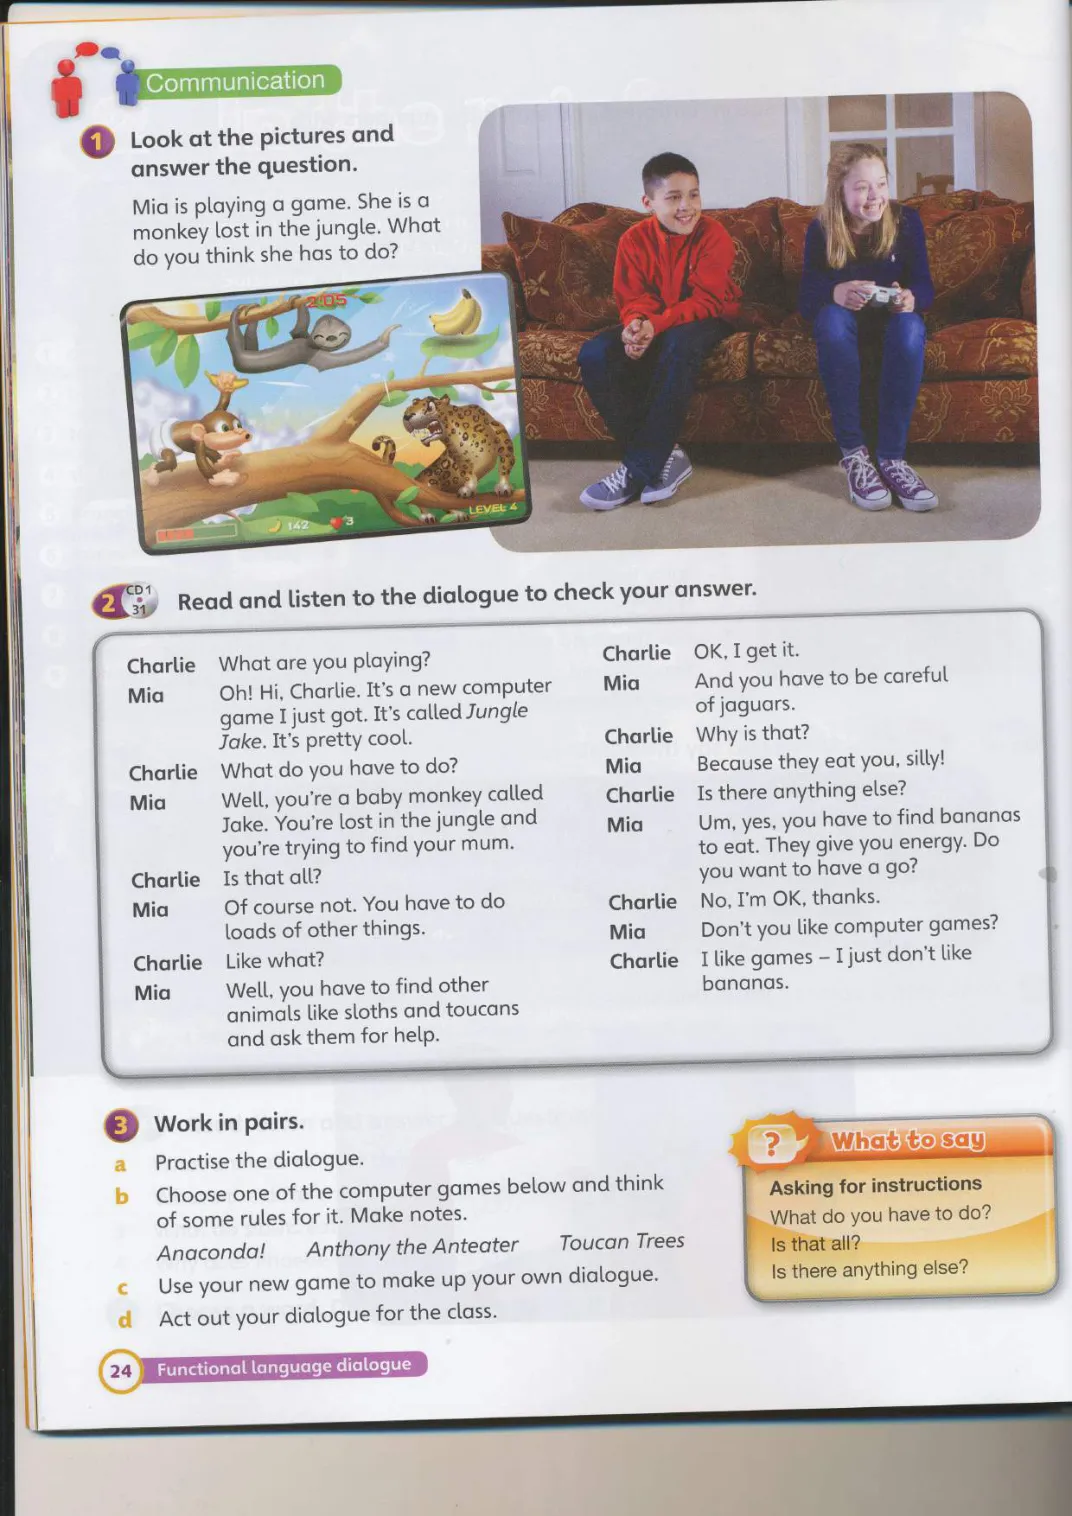 Communication
1 Look at the pictures and
answer the question.
Mia is playing a game. She is a
monkey lost in the jungle. What
do you think she has to do?
2:05
142
3
LEVEL 4
2 CD1
31
Read and listen to the dialogue to check your answer.
Charlie What are you playing?
Mia Oh! Hi, Charlie. It's a new computer
game I just got. It's called Jungle
Jake. It's pretty cool.
Charlie What do you have to do?
Mia Well, you're a baby monkey called
Jake. You're lost in the jungle and
you're trying to find your mum.
Charlie Is that all?
Mia Of course not. You have to do
loads of other things.
Charlie Like what?
Mia Well, you have to find other
animals like sloths and toucans
and ask them for help.
Charlie OK, I get it.
Mia And you have to be careful
of jaguars.
Charlie Why is that?
Mia Because they eat you, silly!
Charlie Is there anything else?
Mia Um, yes, you have to find bananas
to eat. They give you energy. Do
you want to have a go?
Charlie No, I'm OK, thanks.
Mia Don't you like computer games?
Charlie I like games – I just don't like
bananas.
3 Work in pairs.
a Practise the dialogue.
b Choose one of the computer games below and think
of some rules for it. Make notes.
Anaconda! Anthony the Anteater Toucan Trees
c Use your new game to make up your own dialogue.
d Act out your dialogue for the class.
? What to say
Asking for instructions
What do you have to do?
Is that all?
Is there anything else?
24 Functional language dialogue